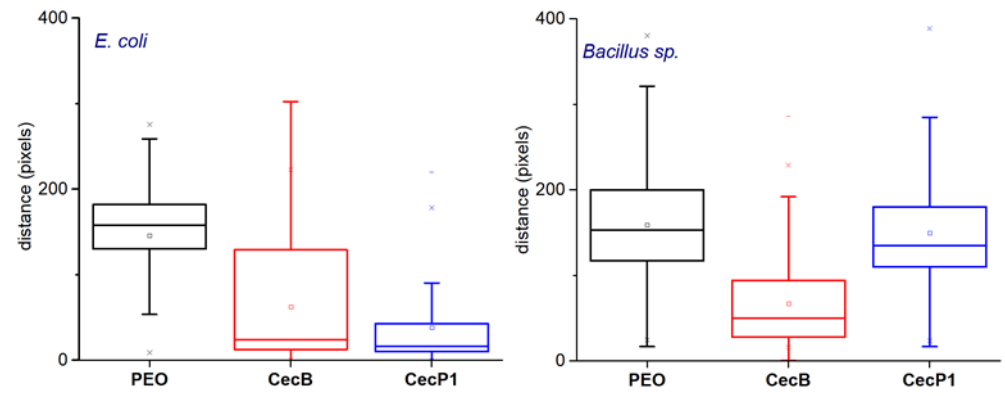 E. coli
400
200
0
distance (pixels)
PEO
CecB
CecP1
Bacillus sp.
400
200
0
distance (pixels)
PEO
CecB
CecP1